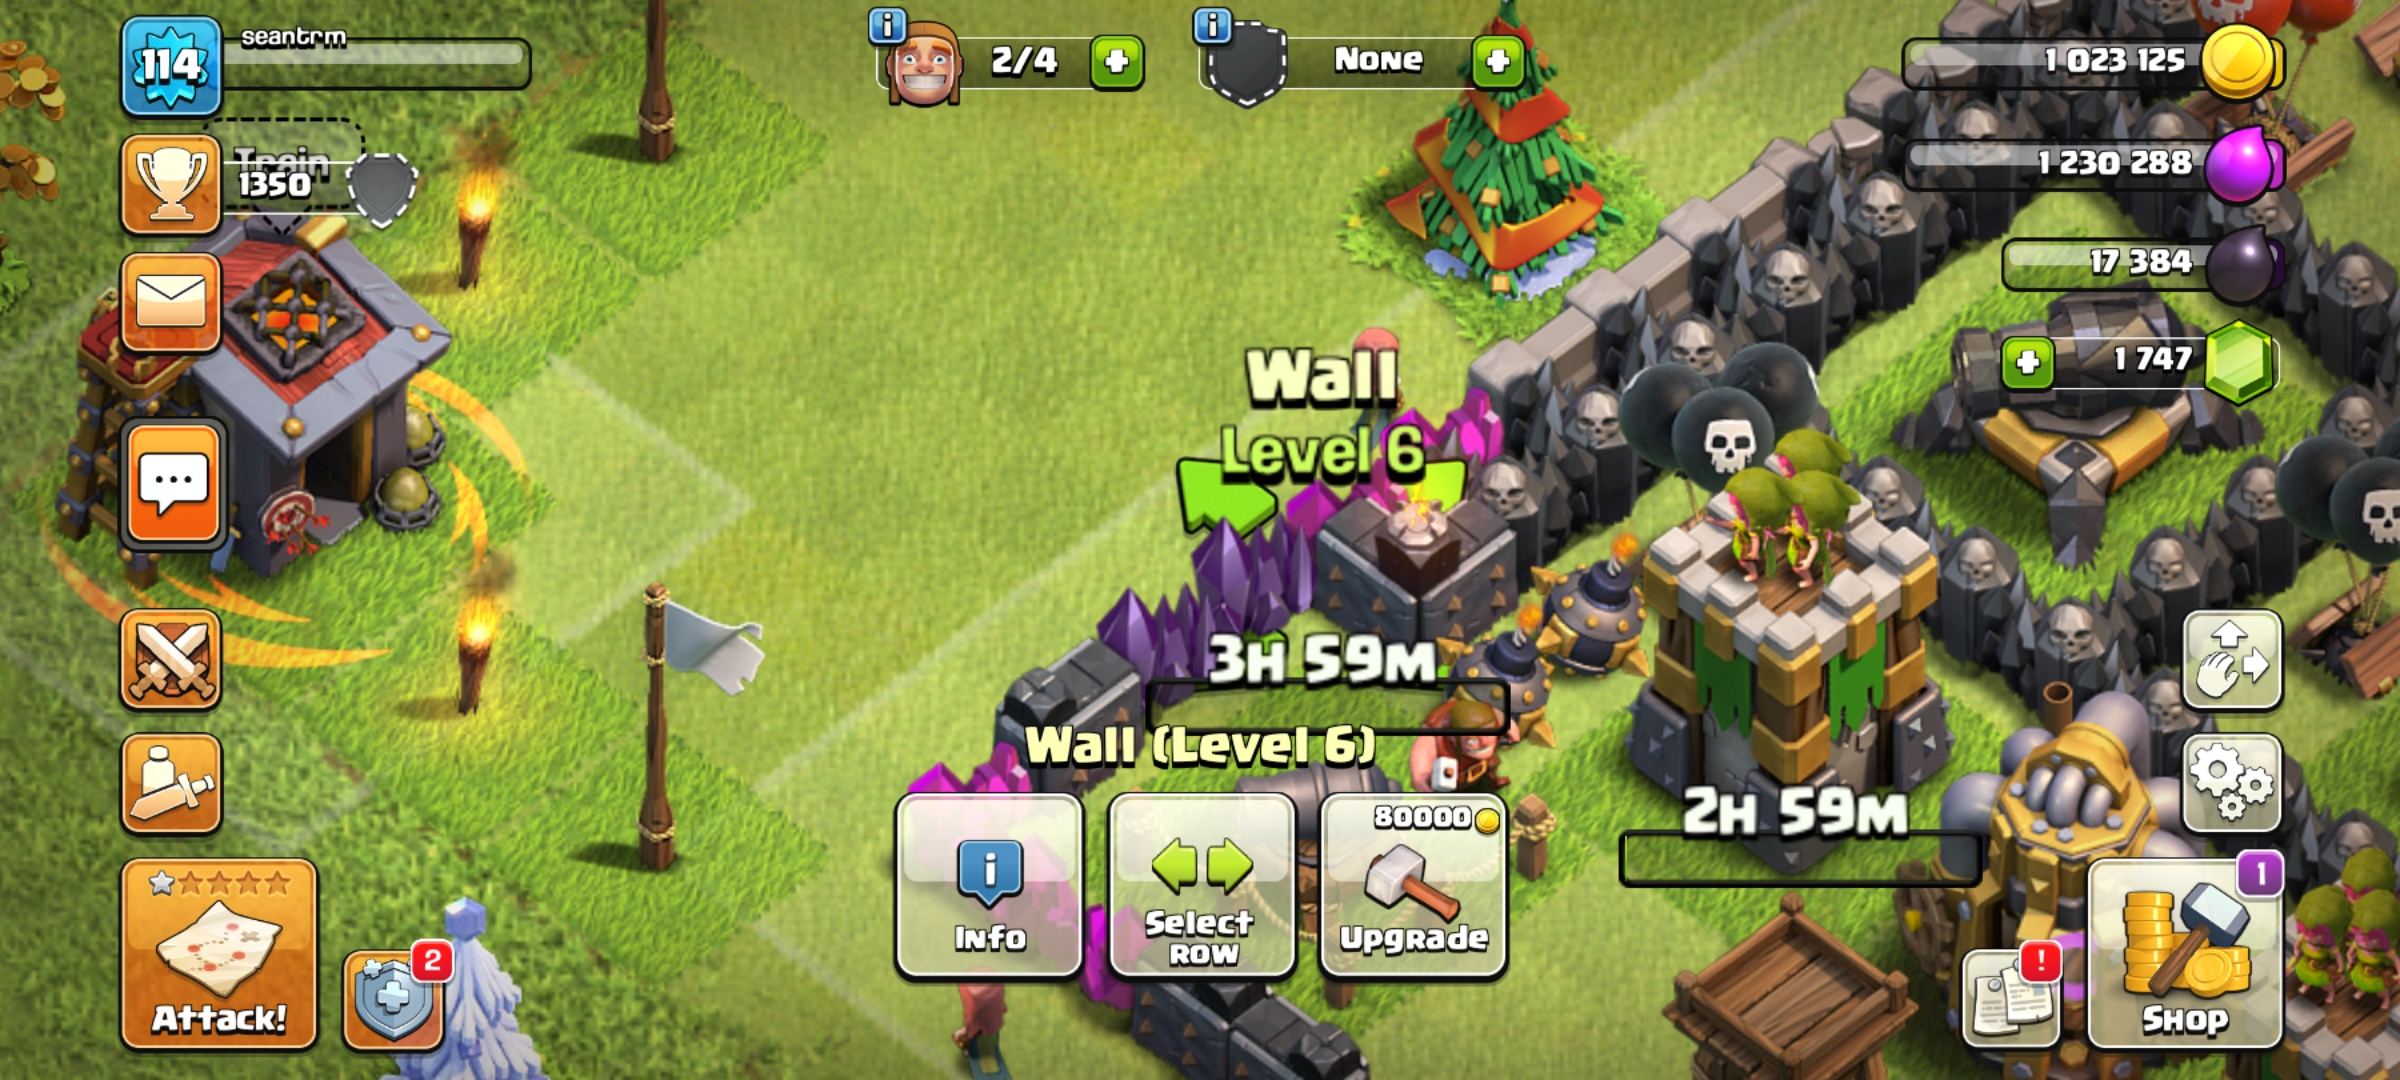 114
seantrm
2/4
None
1 023 125
Train
1350
1 230 288
17 384
1 747
Wall
Level 6
3H 59M
Wall (Level 6)
80000
Info
Select
Row
Upgrade
2H 59M
1
2
!
Attack!
Shop